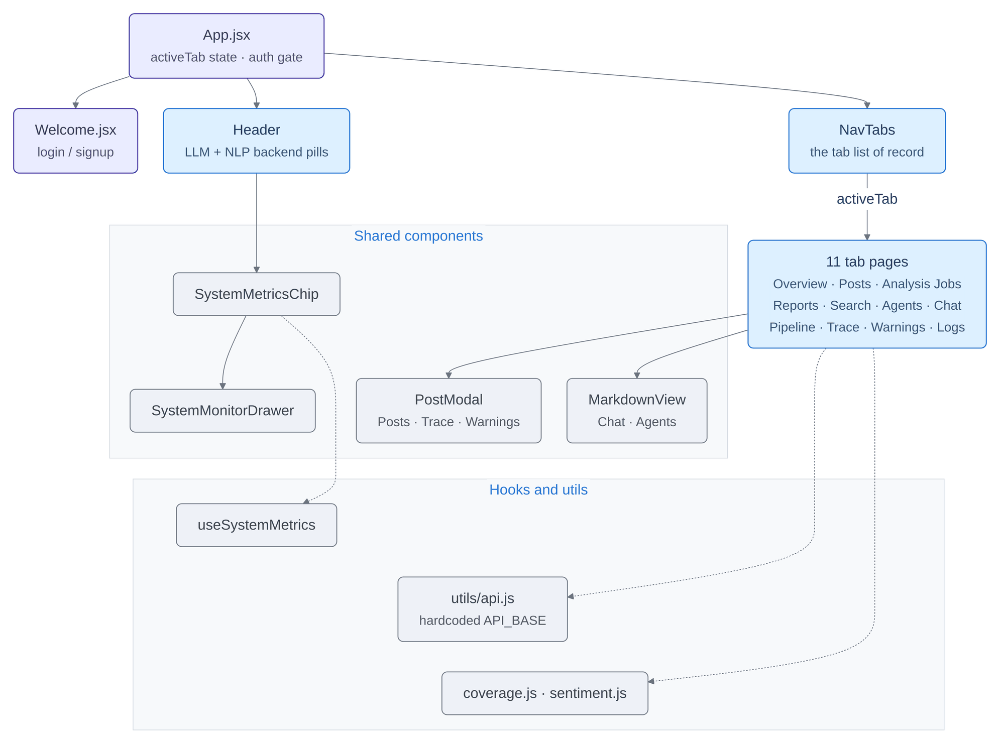 App.jsx
activeTab state · auth gate
Welcome.jsx
login / signup
Header
LLM + NLP backend pills
NavTabs
the tab list of record
activeTab
Shared components
11 tab pages
Overview · Posts · Analysis Jobs
Reports · Search · Agents · Chat
Pipeline · Trace · Warnings · Logs
SystemMetricsChip
SystemMonitorDrawer
PostModal
Posts · Trace · Warnings
MarkdownView
Chat · Agents
Hooks and utils
useSystemMetrics
utils/api.js
hardcoded API_BASE
coverage.js · sentiment.js